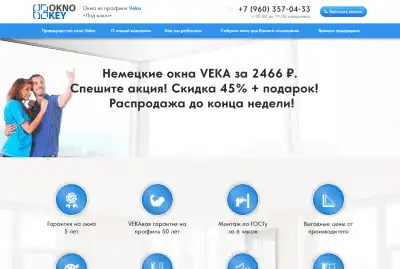 OKNO
KEY
Окна из профиля Veka
«Под ключ»
+7 (960) 357-04-33
с 09:00 до 19:00 ежедневно
Заказать звонок
Преимущества окон Veka
О нашей компании
Как мы работаем
Собрать окно для Вашего помещения
Вызвать замерщика
Немецкие окна VEKA за 2466 ₽.
Спешите акция! Скидка 45% + подарок!
Распродажа до конца недели!
Гарантия на окна
5 лет
VEKAвая гарантия на
профиль 50 лет
Монтаж по ГОСТу
за 6 часов
Выгодные цены от
производителя